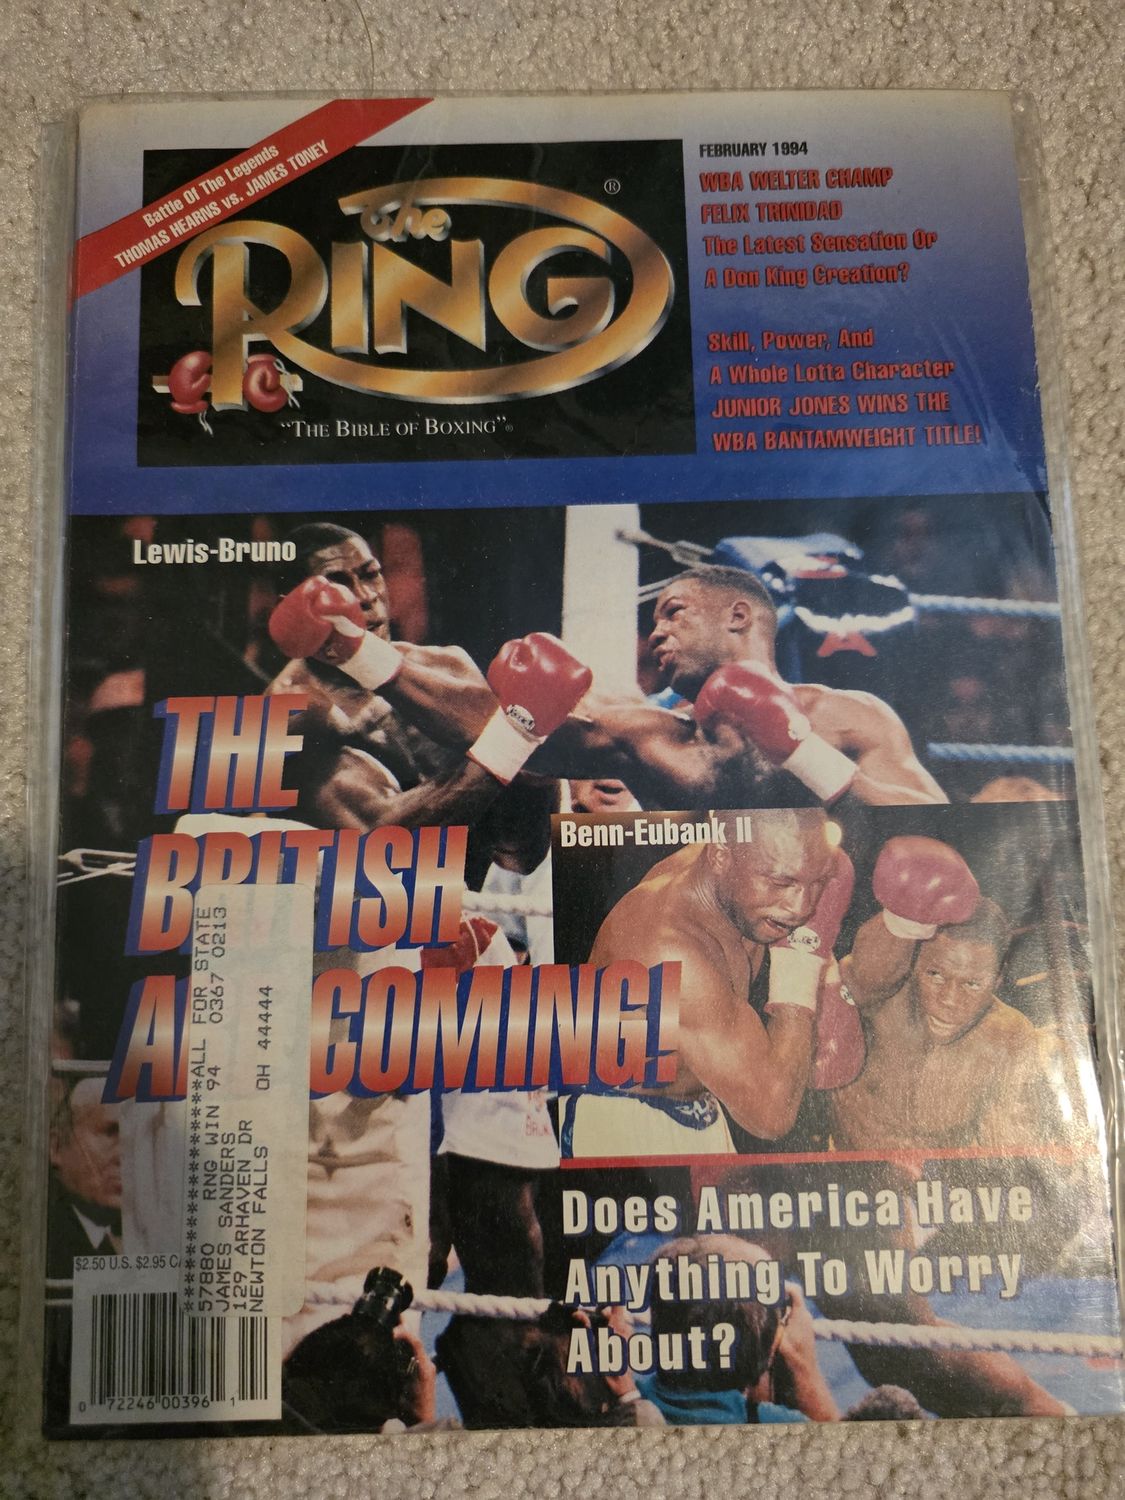 Battle Of The Legends
THOMAS HEARNS vs. JAMES TONEY
The
RING
®
"THE BIBLE OF BOXING"®
FEBRUARY 1994
WBA WELTER CHAMP
FELIX TRINIDAD
The Latest Sensation Or
A Don King Creation?
Skill, Power, And
A Whole Lotta Character
JUNIOR JONES WINS THE
WBA BANTAMWEIGHT TITLE!
Lewis-Bruno
THE
BRITISH
COMING!
Benn-Eubank II
Does America Have
Anything To Worry
About?
ALL FOR STATE
57880 RNG WIN 94 0367 0213
JAMES SANDERS
129 ARHAVEN DR
NEWTON FALLS OH 44444
$2.50 U.S. $2.95 CA
0 72246 00396 1